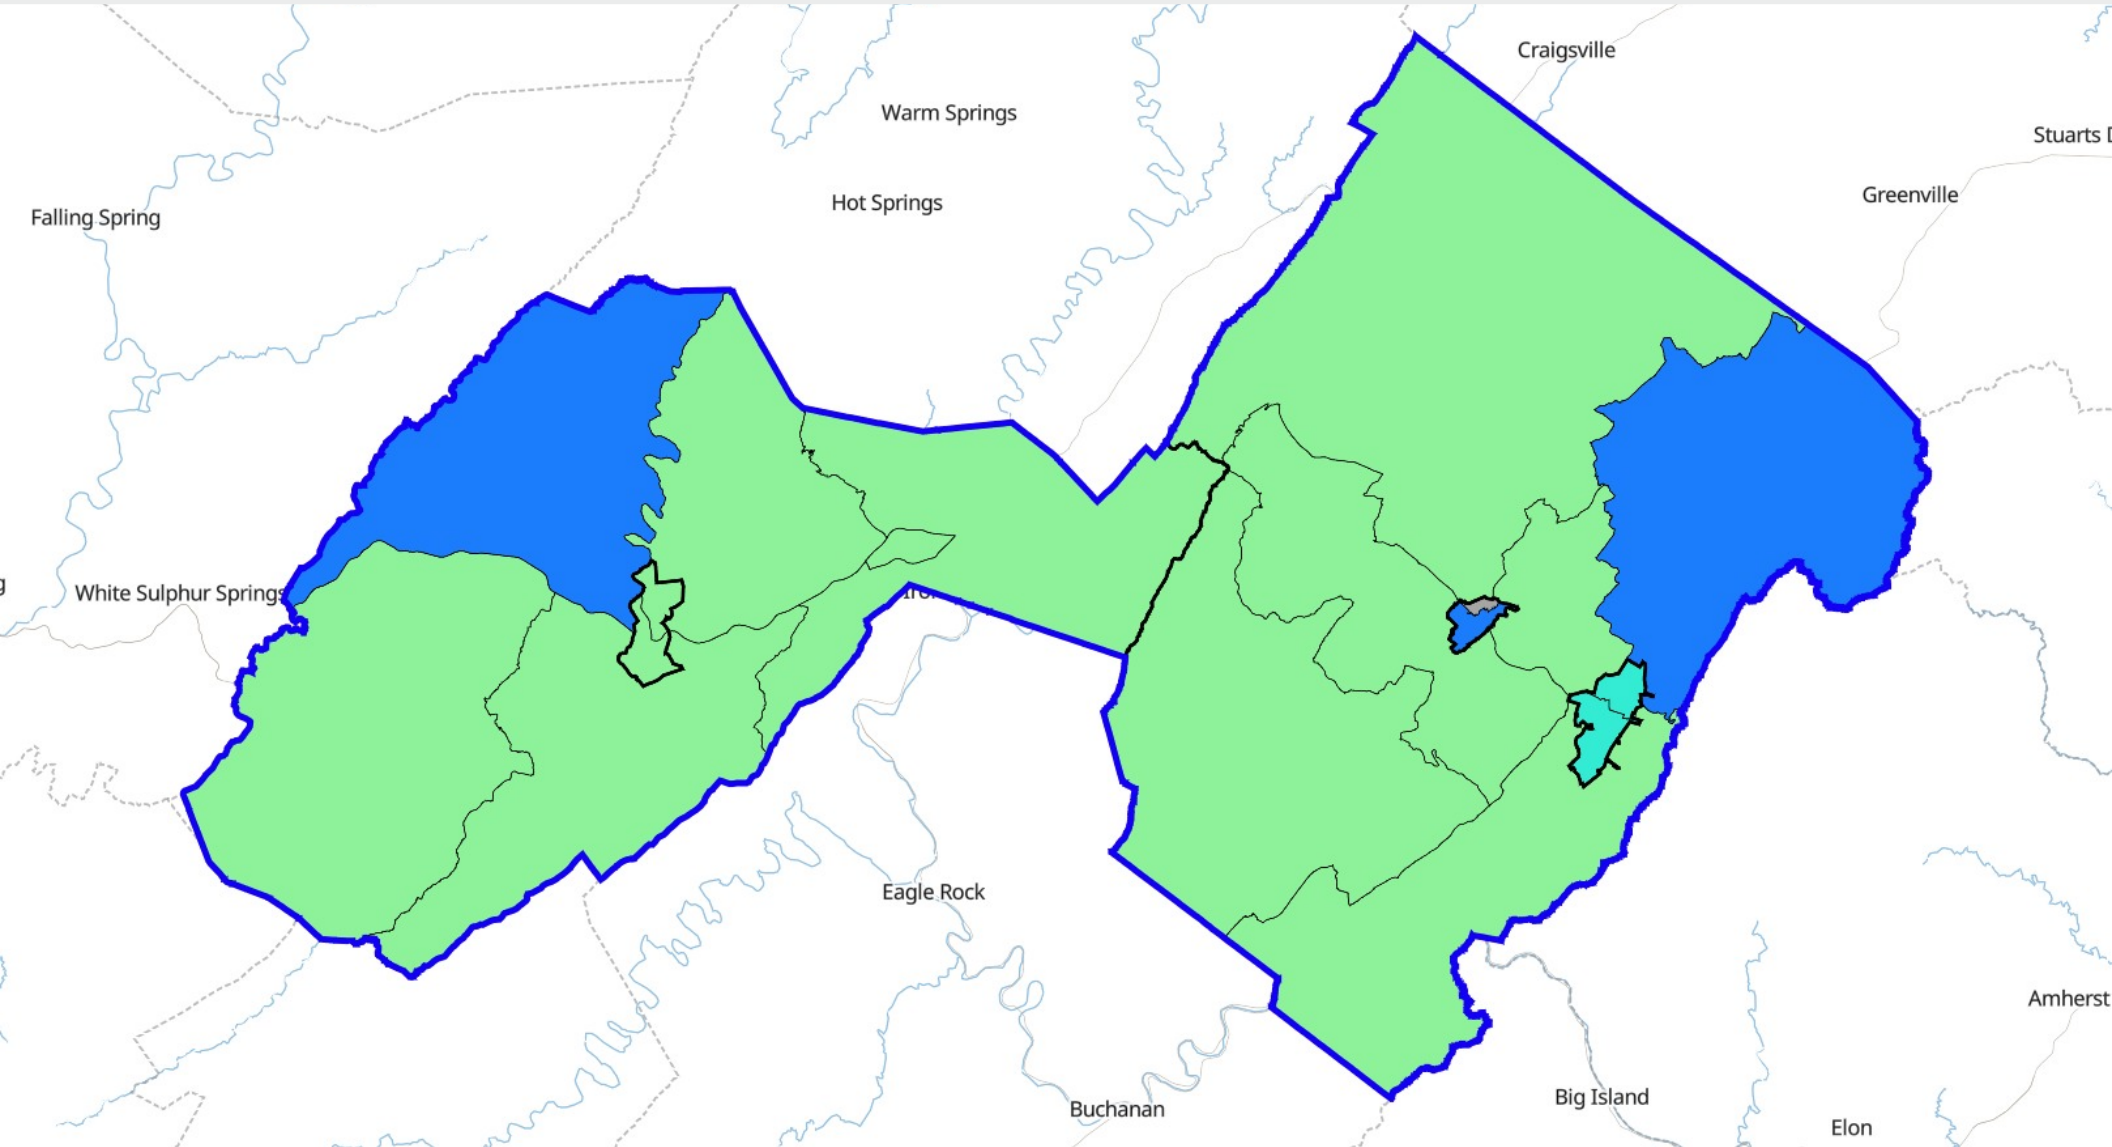 Craigsville
Warm Springs
Stuarts D
Greenville
Hot Springs
Falling Spring
g
White Sulphur Springs
Iro
Eagle Rock
Amherst
Big Island
Buchanan
Elon